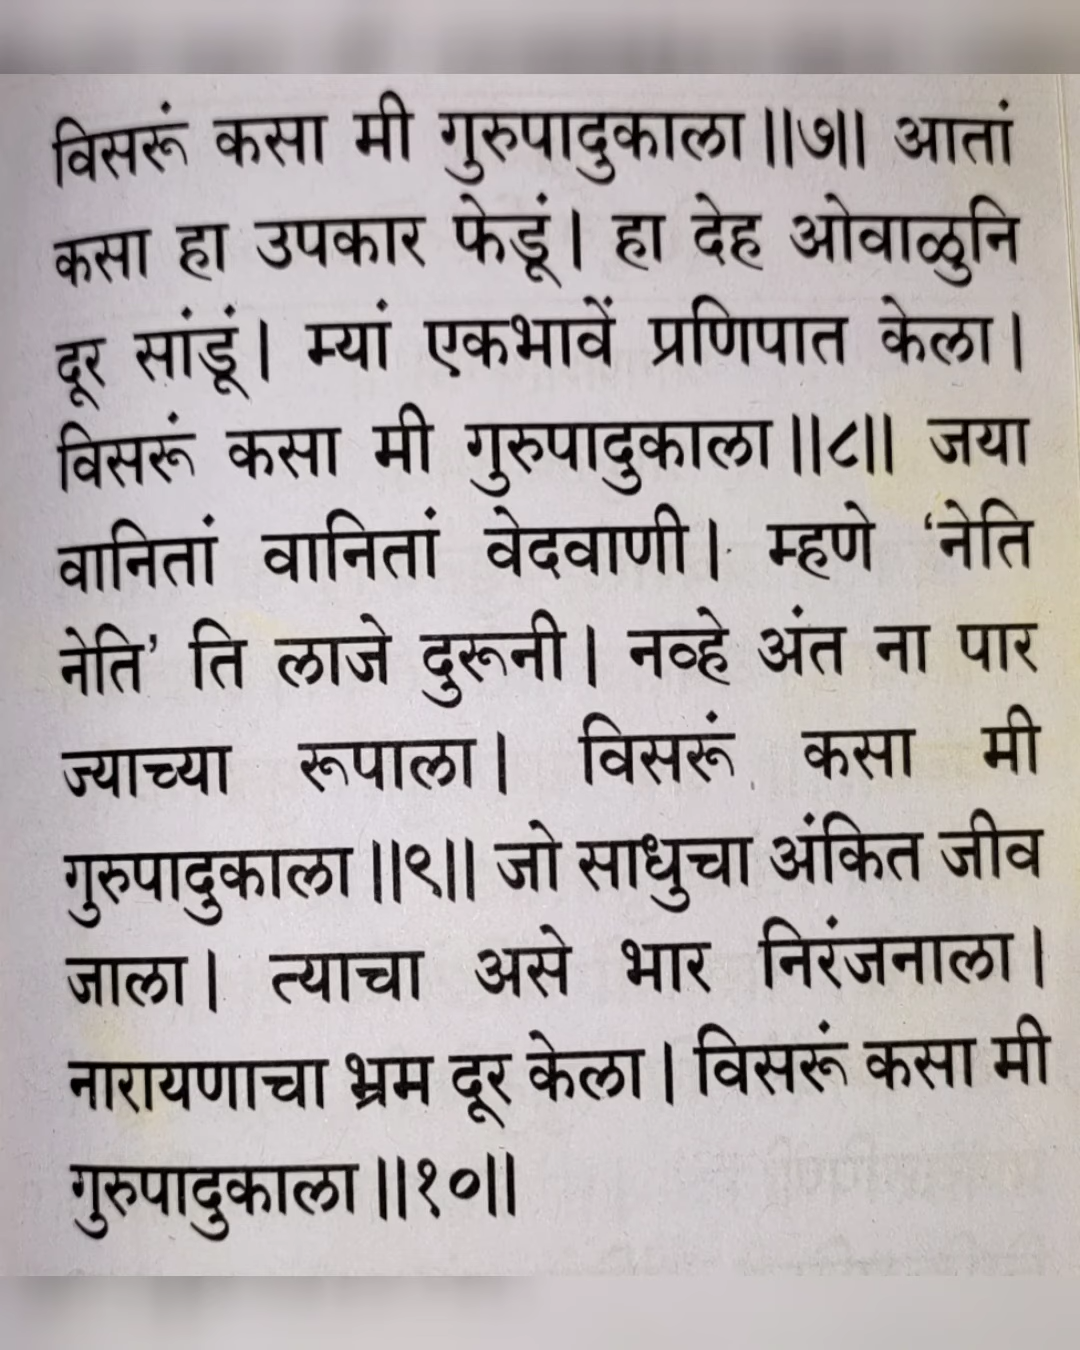 विसरूं कसा मी गुरुपादुकाला॥७॥ आतां
कसा हा उपकार फेडूं। हा देह ओवाळुनि
दूर सांडूं। म्यां एकभावें प्रणिपात केला।
विसरूं कसा मी गुरुपादुकाला॥८॥ जया
वानितां वानितां वेदवाणी। म्हणे ‘नेति
नेति’ ति लाजे दुरूनी। नव्हे अंत ना पार
ज्याच्या रूपाला। विसरूं कसा मी
गुरुपादुकाला॥९॥ जो साधुचा अंकित जीव
जाला। त्याचा असे भार निरंजनाला।
नारायणाचा भ्रम दूर केला। विसरूं कसा मी
गुरुपादुकाला॥१०॥